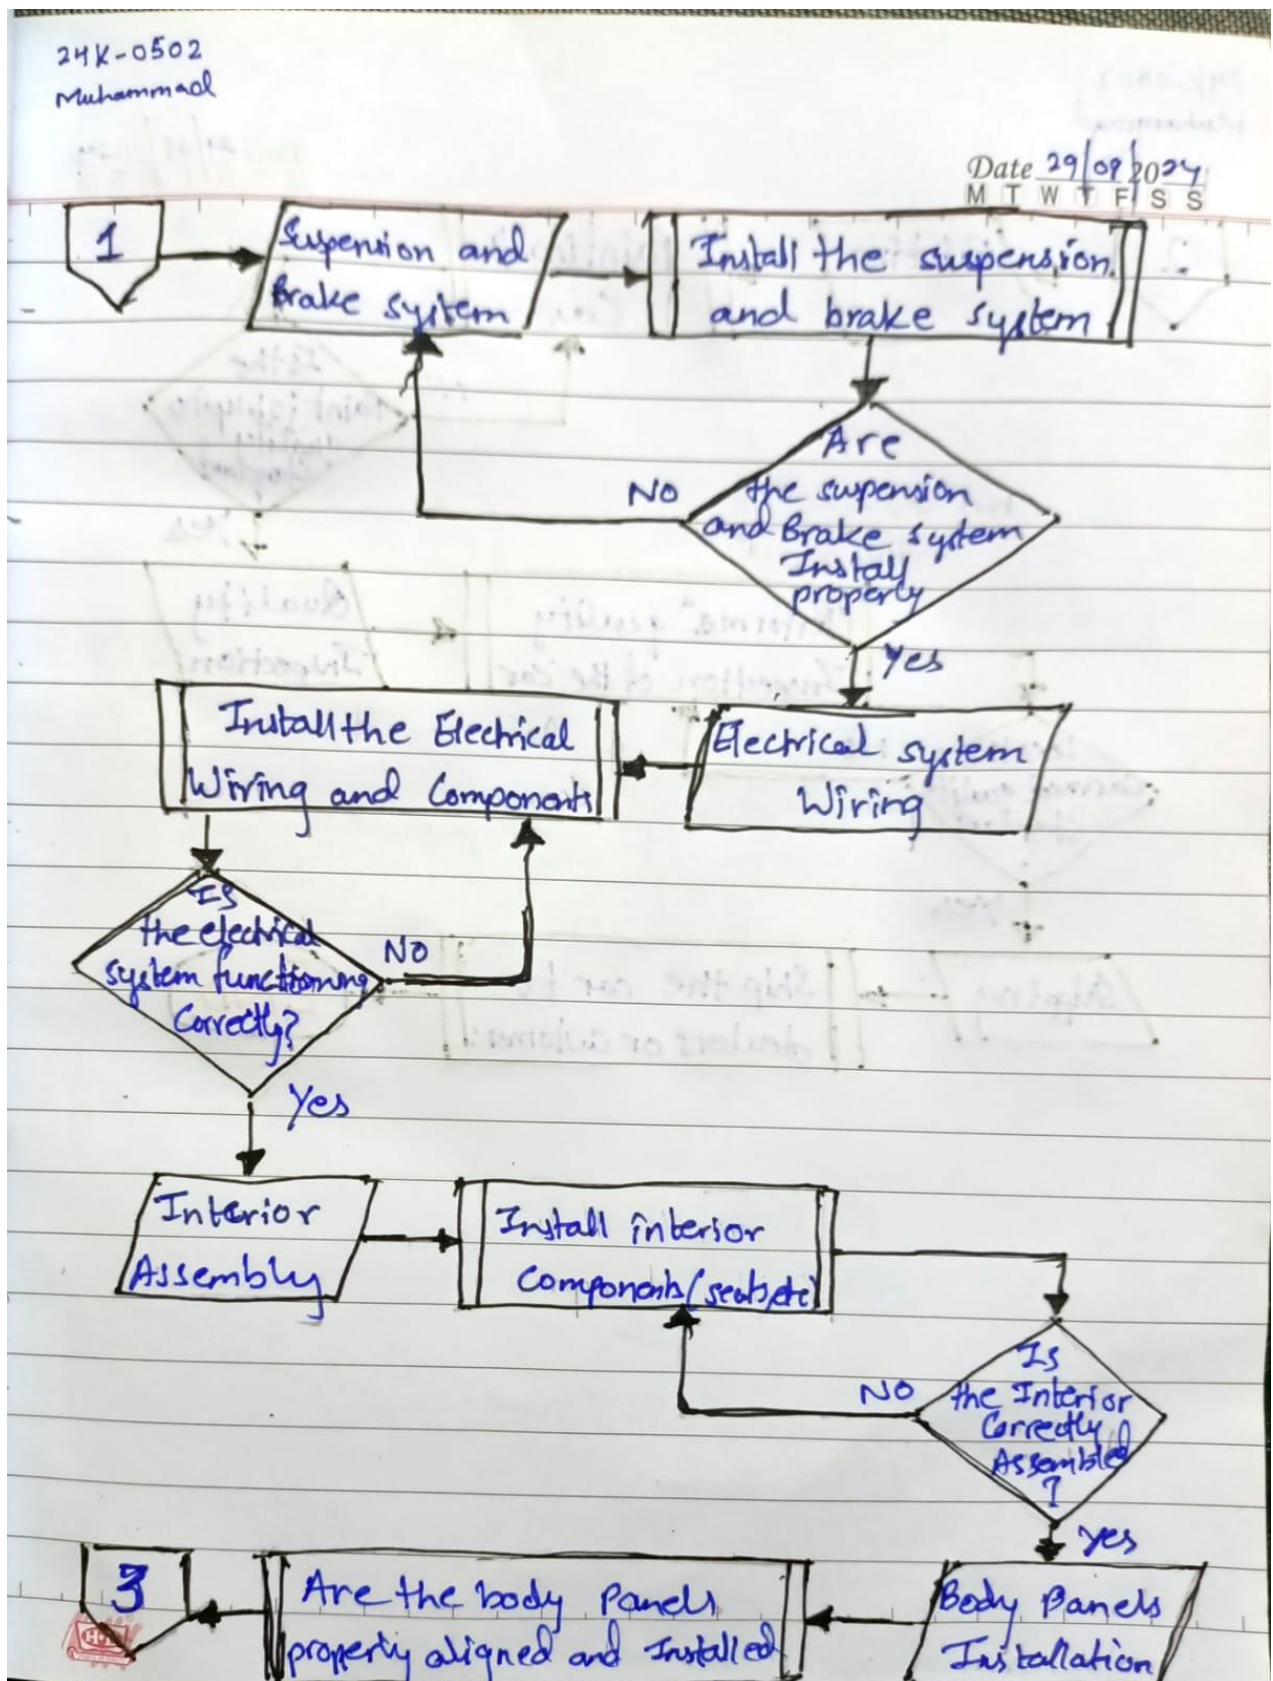 24K-0502
Muhammad
Date 29/09/2024
M T W T F S S
1
Suspension and
Brake system
Install the suspension
and brake system
Are
the suspension
and Brake system
Install
properly
NO
Yes
Electrical system
Wiring
Install the Electrical
Wiring and Components
Is
the electrical
system functioning
Correctly?
NO
Yes
Interior
Assembly
Install interior
Components(seats,etc)
Is
the Interior
Correctly
Assembled
?
NO
yes
Body Panels
Installation
Are the body Panels
properly aligned and Installed
3